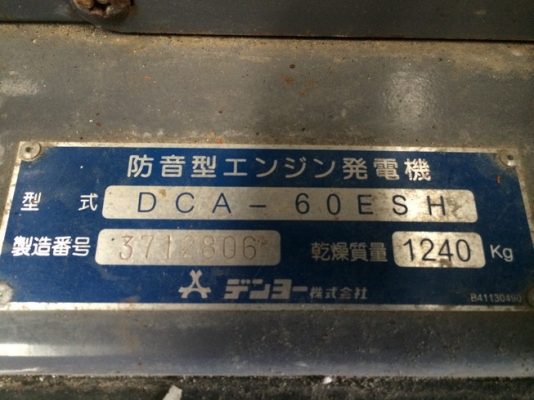 防音型エンジン発電機
型式 DCA-60ESH
製造番号 3712806 乾燥質量 1240 Kg
デンヨー株式会社
B41130490